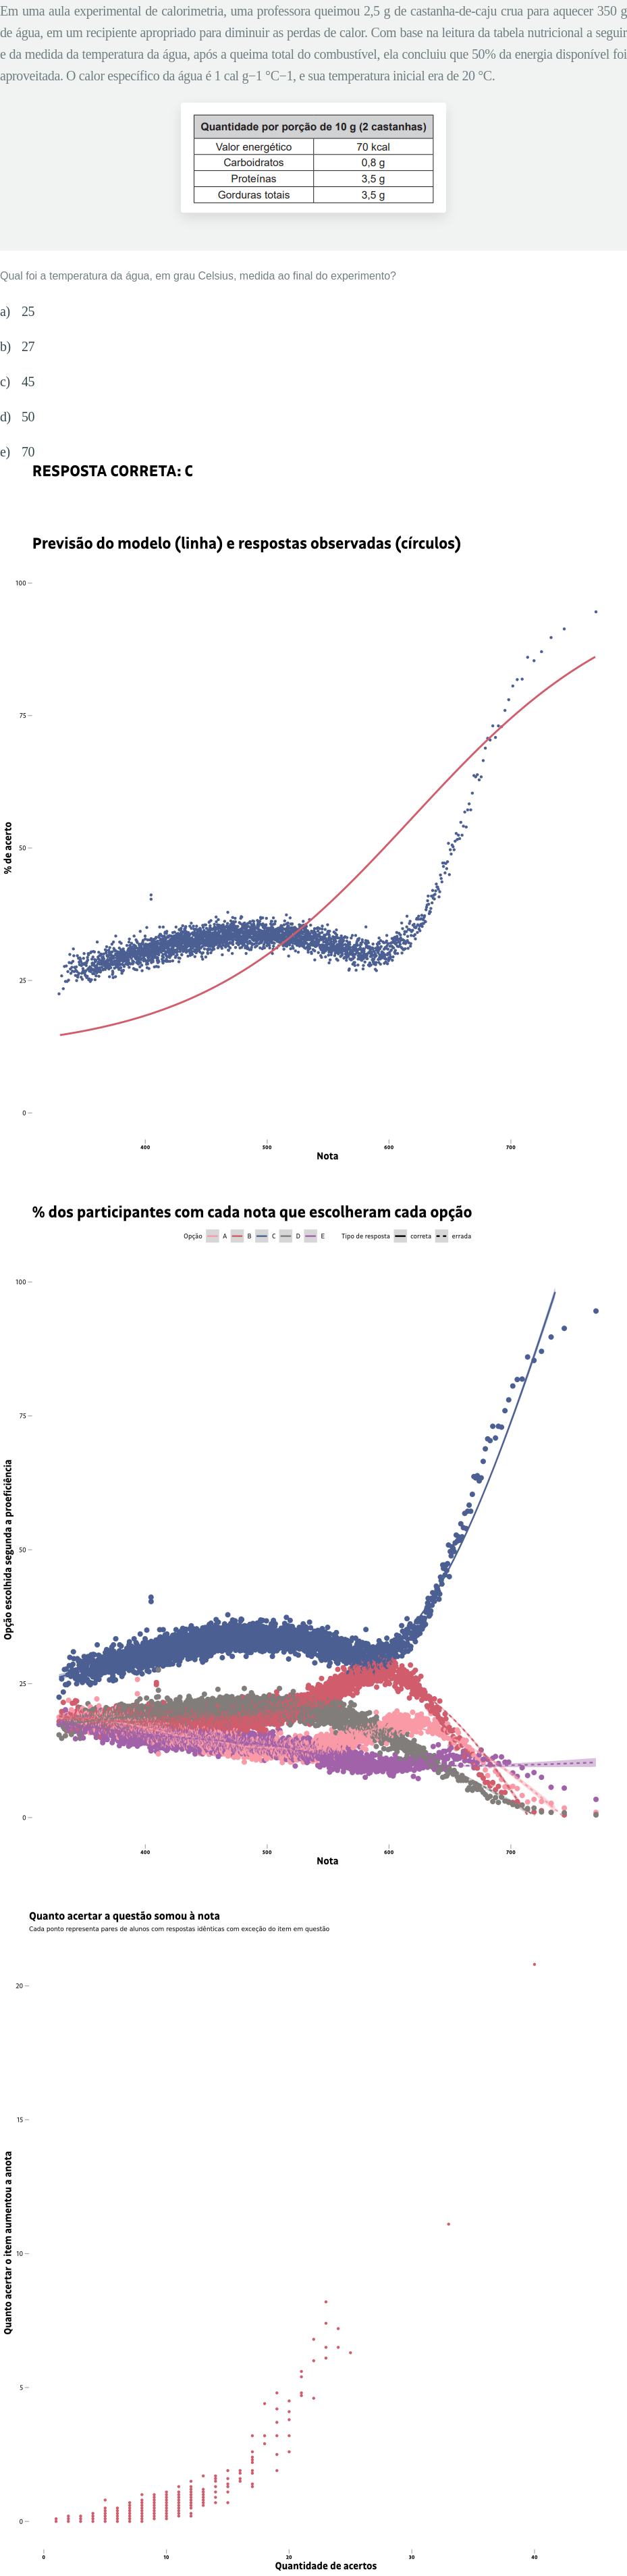 Em uma aula experimental de calorimetria, uma professora queimou 2,5 g de castanha-de-caju crua para aquecer 350 g
de água, em um recipiente apropriado para diminuir as perdas de calor. Com base na leitura da tabela nutricional a seguir
e da medida da temperatura da água, após a queima total do combustível, ela concluiu que 50% da energia disponível foi
aproveitada. O calor específico da água é 1 cal g−1 °C−1, e sua temperatura inicial era de 20 °C.
Quantidade por porção de 10 g (2 castanhas)
Valor energético 70 kcal
Carboidratos 0,8 g
Proteínas 3,5 g
Gorduras totais 3,5 g
Qual foi a temperatura da água, em grau Celsius, medida ao final do experimento?
a) 25
b) 27
c) 45
d) 50
e) 70
RESPOSTA CORRETA: C
Previsão do modelo (linha) e respostas observadas (círculos)
100
75
50
25
0
% de acerto
400 500 600 700
Nota
% dos participantes com cada nota que escolheram cada opção
Opção A B C D E Tipo de resposta correta errada
100
75
50
25
0
Opção escolhida segunda a proeficiência
400 500 600 700
Nota
Quanto acertar a questão somou à nota
Cada ponto representa pares de alunos com respostas idênticas com exceção do item em questão
20
15
10
5
0
Quanto acertar o item aumentou a anota
0 10 20 30 40
Quantidade de acertos